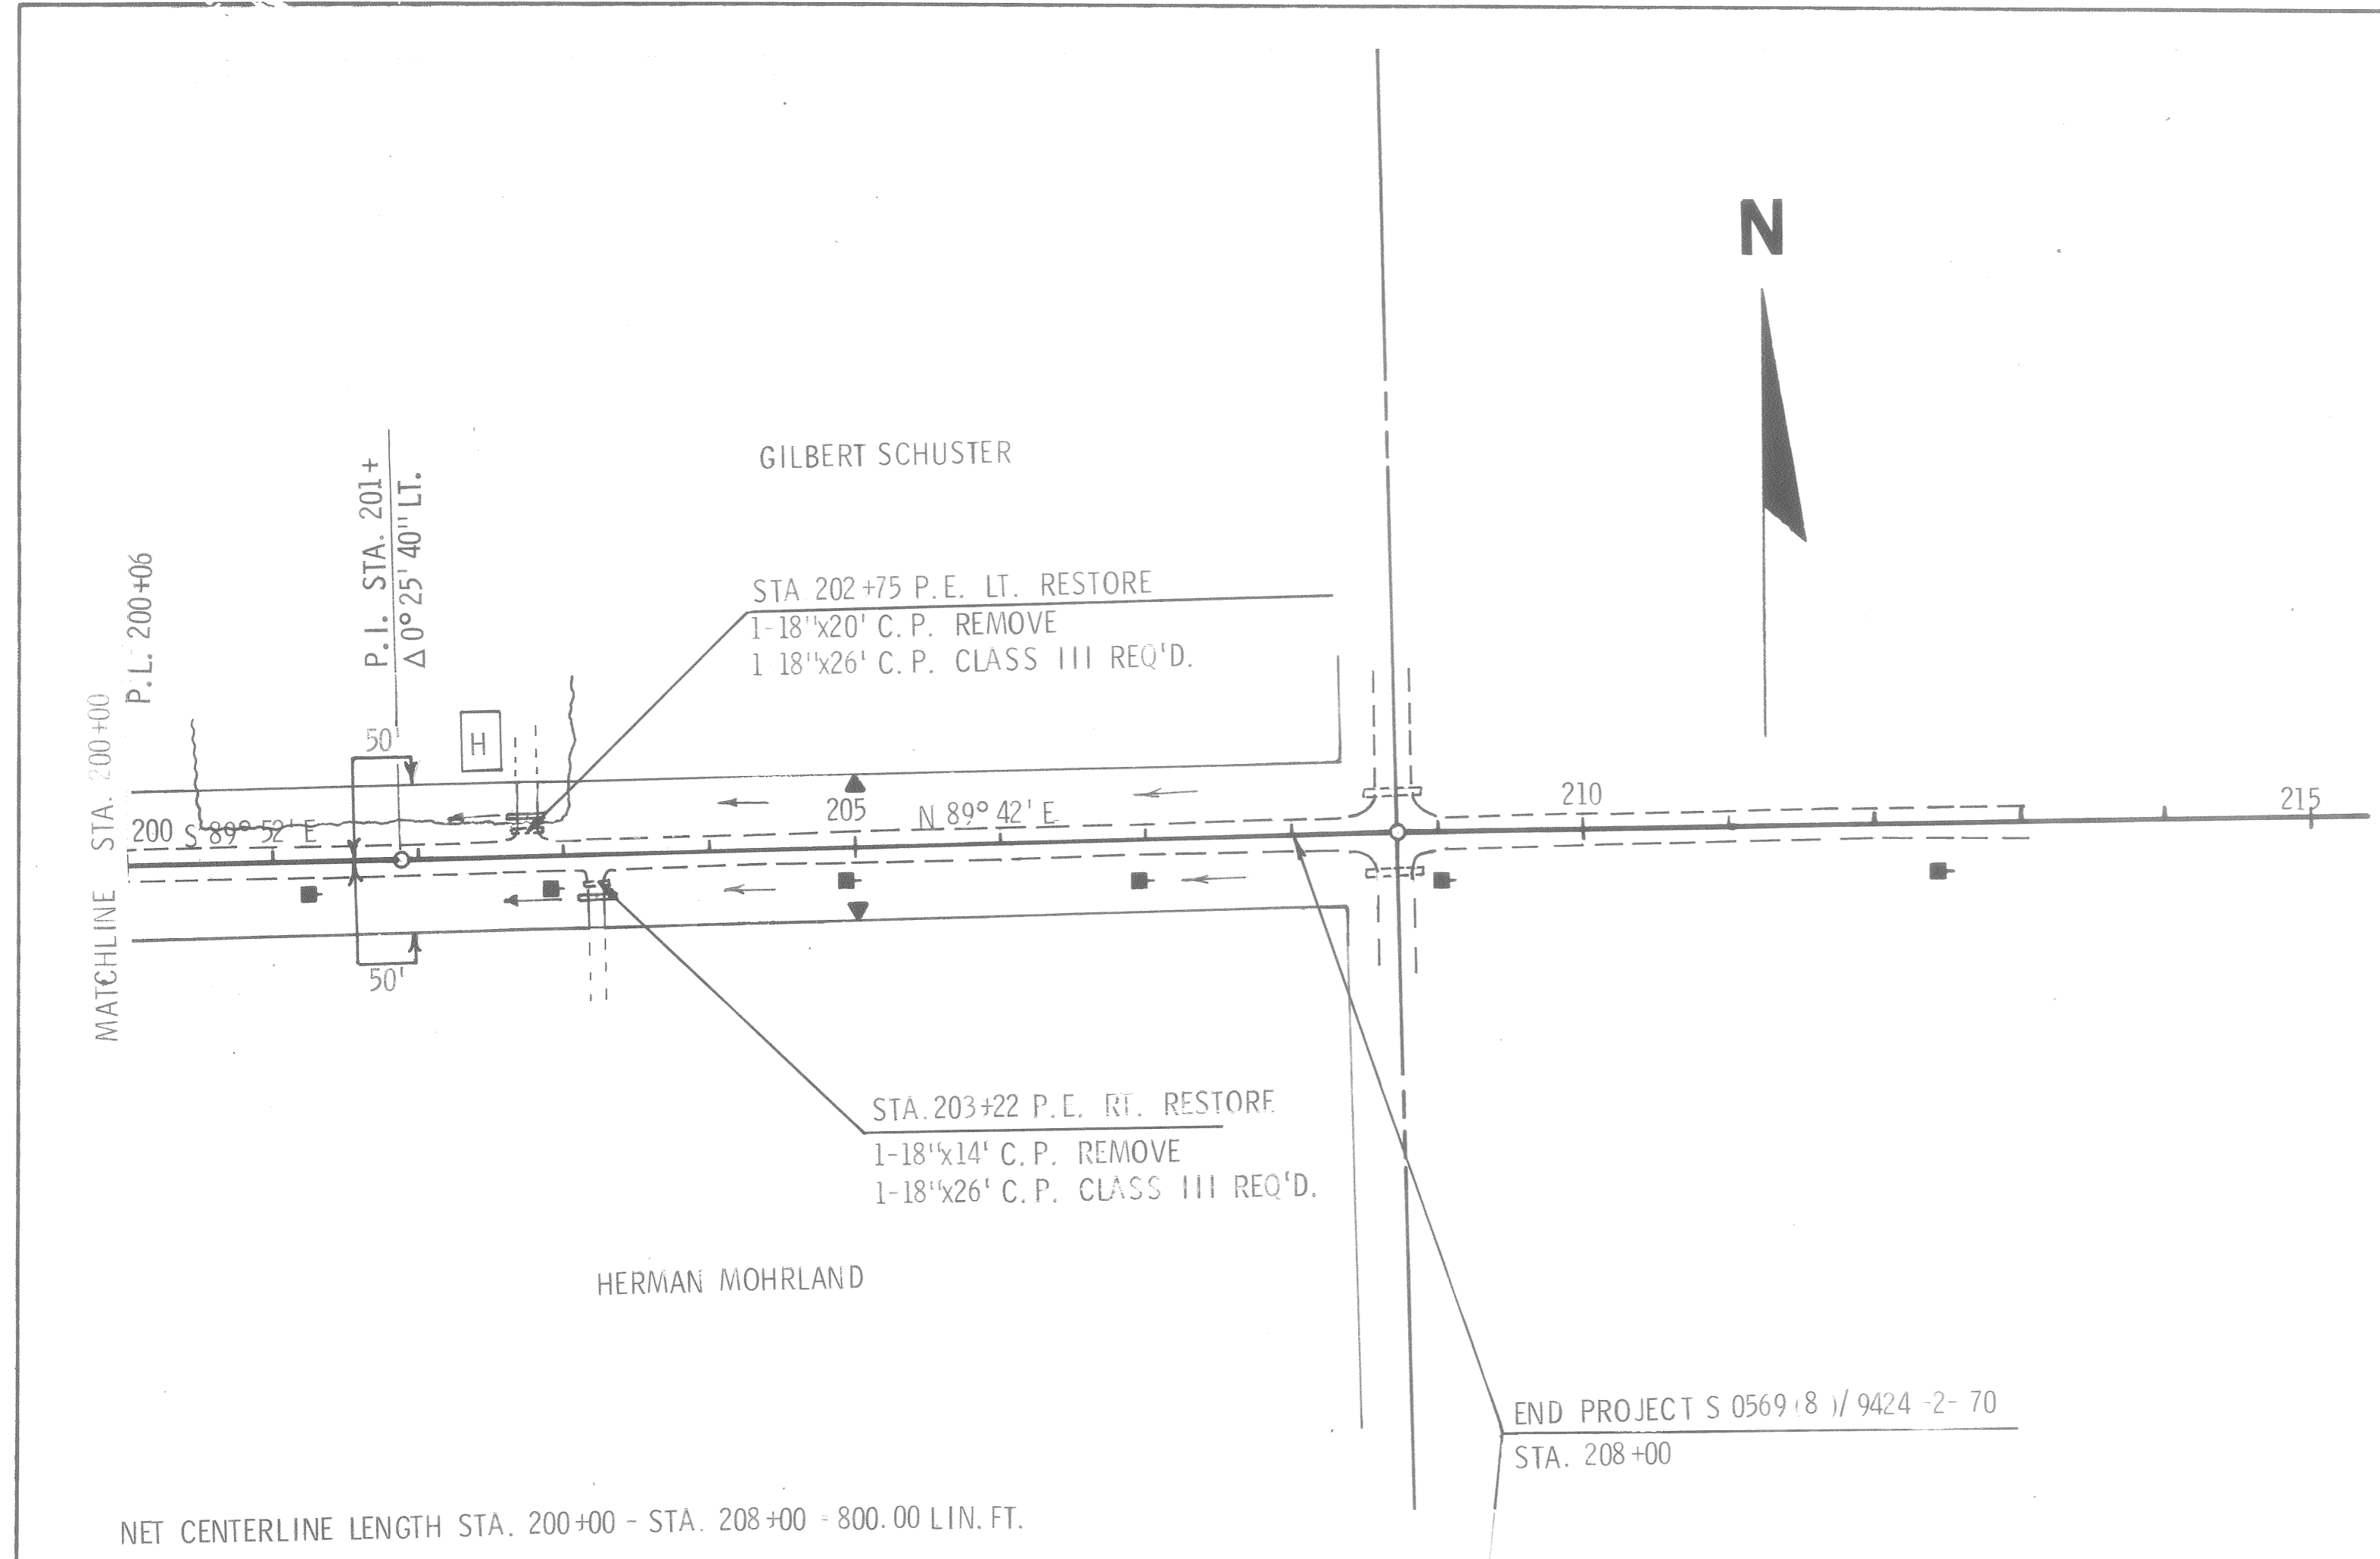 N
GILBERT SCHUSTER
P.I. STA. 201+
Δ 0° 25' 40" LT.
P.L. 200+06
STA 202+75 P.E. LT. RESTORE
1-18"x20' C.P. REMOVE
1 18"x26' C.P. CLASS III REQ'D.
MATCHLINE STA. 200+00
50'
H
200 S 89° 52' E
205
N 89° 42' E
210
215
50'
STA. 203+22 P.E. RT. RESTORE
1-18"x14' C.P. REMOVE
1-18"x26' C.P. CLASS III REQ'D.
HERMAN MOHRLAND
END PROJECT S 0569(8)/ 9424-2-70
STA. 208+00
NET CENTERLINE LENGTH STA. 200+00 - STA. 208+00 = 800.00 LIN. FT.